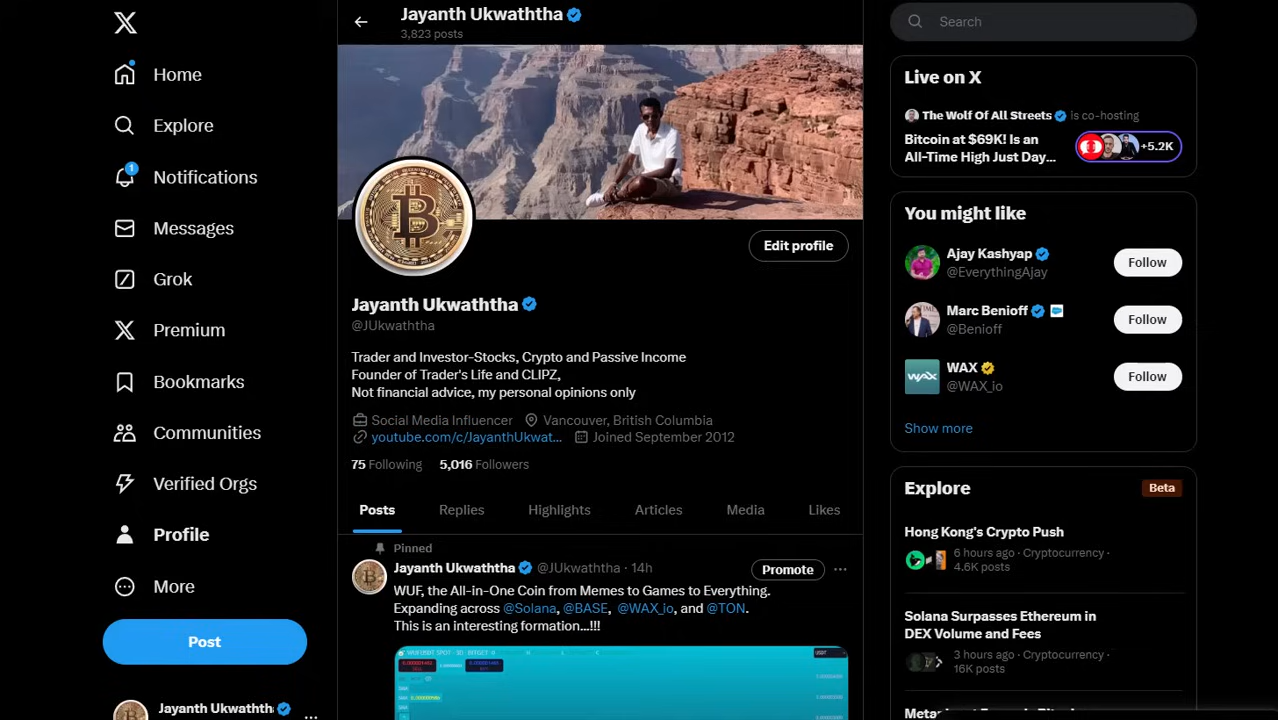 Home
Explore
1
Notifications
Messages
Grok
Premium
Bookmarks
Communities
Verified Orgs
Profile
More
Post
Jayanth Ukwaththa
Jayanth Ukwaththa
3,823 posts
Edit profile
Jayanth Ukwaththa
@JUkwaththa
Trader and Investor-Stocks, Crypto and Passive Income
Founder of Trader's Life and CLIPZ,
Not financial advice, my personal opinions only
Social Media Influencer Vancouver, British Columbia
youtube.com/c/JayanthUkwat... Joined September 2012
75 Following 5,016 Followers
Posts Replies Highlights Articles Media Likes
Pinned
Jayanth Ukwaththa @JUkwaththa · 14h Promote
WUF, the All-in-One Coin from Memes to Games to Everything.
Expanding across @Solana, @BASE, @WAX_io, and @TON.
This is an interesting formation...!!!
USDT
Search
Live on X
The Wolf Of All Streets is co-hosting
Bitcoin at $69K! Is an
All-Time High Just Day...
+5.2K
You might like
Ajay Kashyap
@EverythingAjay
Follow
Marc Benioff
@Benioff
Follow
WAX
@WAX_io
Follow
Show more
Explore Beta
Hong Kong's Crypto Push
6 hours ago · Cryptocurrency ·
4.6K posts
Solana Surpasses Ethereum in
DEX Volume and Fees
3 hours ago · Cryptocurrency ·
16K posts